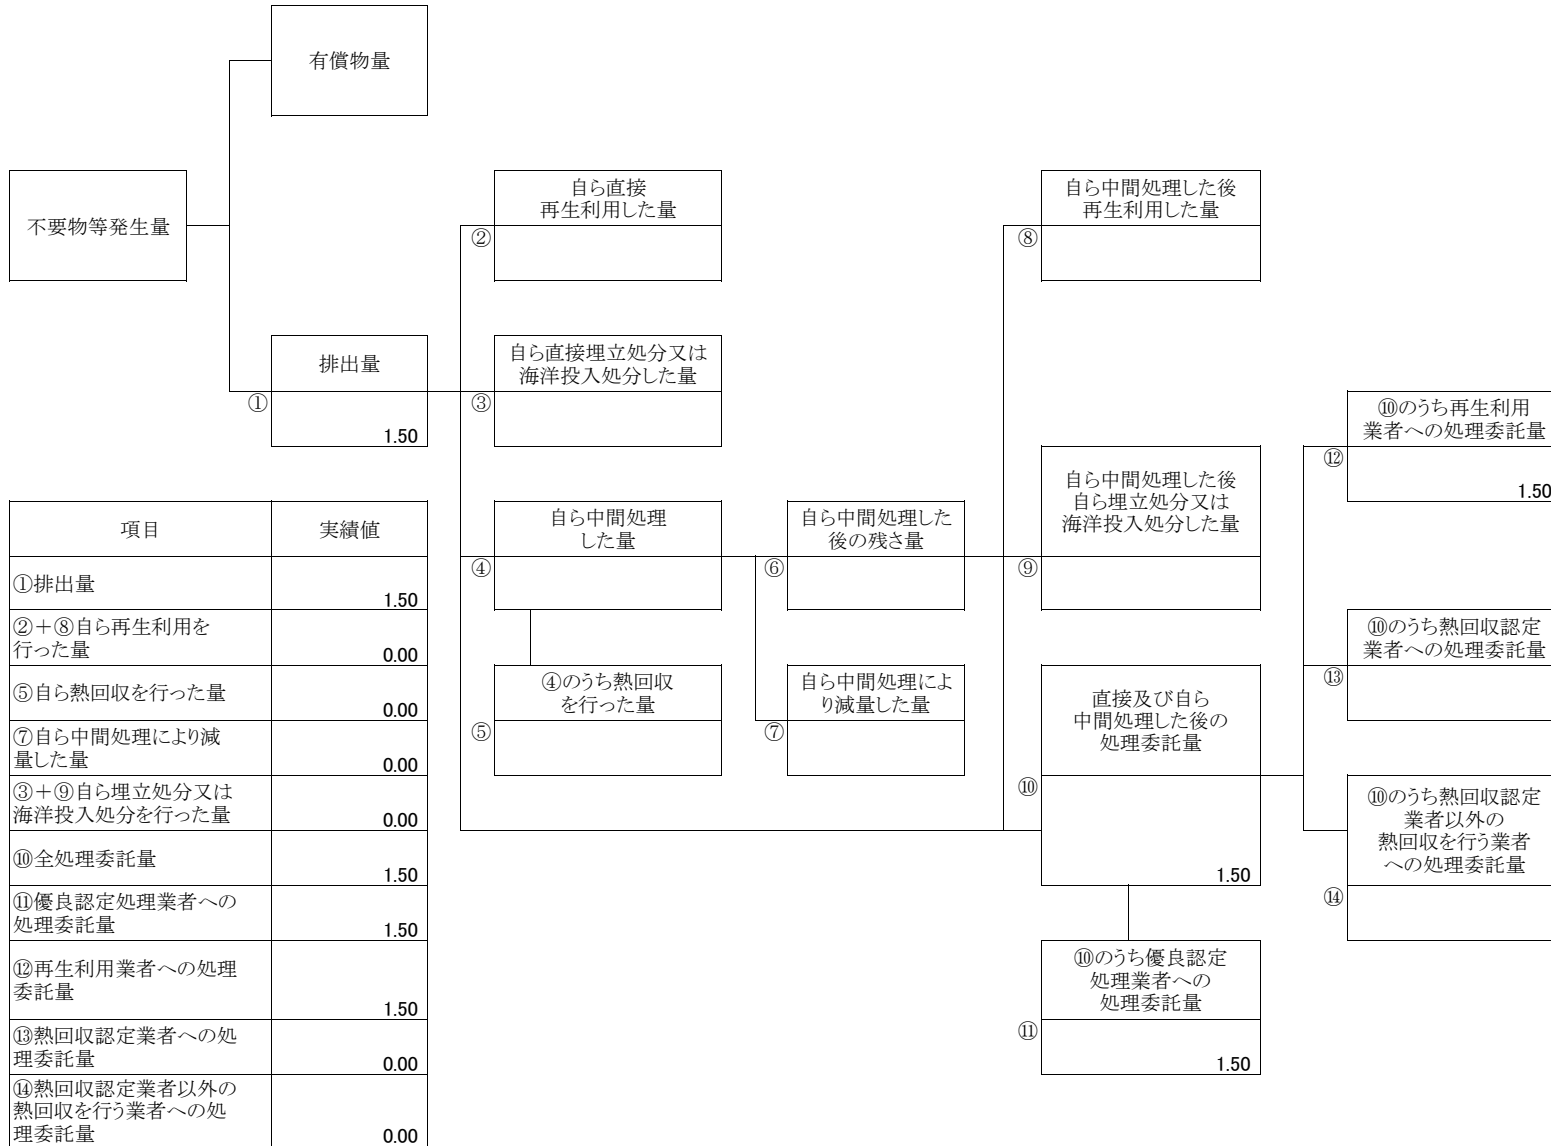 有償物量
不要物等発生量
自ら直接
再生利用した量
②
自ら中間処理した後
再生利用した量
⑧
排出量
①
1.50
自ら直接埋立処分又は
海洋投入処分した量
③
⑩のうち再生利用
業者への処理委託量
⑫
1.50
自ら中間処理
した量
④
自ら中間処理した
後の残さ量
⑥
自ら中間処理した後
自ら埋立処分又は
海洋投入処分した量
⑨
⑩のうち熱回収認定
業者への処理委託量
⑬
④のうち熱回収
を行った量
⑤
自ら中間処理によ
り減量した量
⑦
直接及び自ら
中間処理した後の
処理委託量
⑩
1.50
⑩のうち熱回収認定
業者以外の
熱回収を行う業者
への処理委託量
⑭
⑩のうち優良認定
処理業者への
処理委託量
⑪
1.50
項目 実績値
①排出量
1.50
②+⑧自ら再生利用を
行った量
0.00
⑤自ら熱回収を行った量
0.00
⑦自ら中間処理により減
量した量
0.00
③+⑨自ら埋立処分又は
海洋投入処分を行った量
0.00
⑩全処理委託量
1.50
⑪優良認定処理業者への
処理委託量
1.50
⑫再生利用業者への処理
委託量
1.50
⑬熱回収認定業者への処
理委託量
0.00
⑭熱回収認定業者以外の
熱回収を行う業者への処
理委託量
0.00